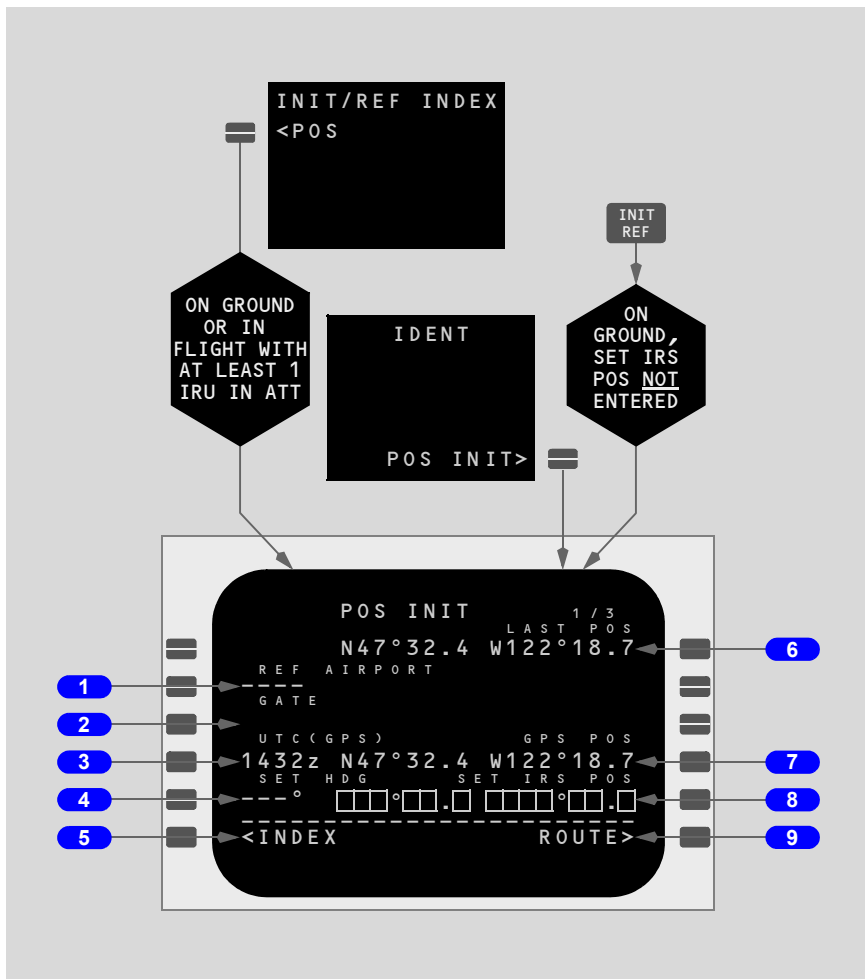 INIT/REF INDEX
<POS
INIT
REF
ON GROUND
OR IN
FLIGHT WITH
AT LEAST 1
IRU IN ATT
IDENT
POS INIT>
ON
GROUND,
SET IRS
POS NOT
ENTERED
POS INIT 1/3
LAST POS
N47°32.4 W122°18.7
6
REF AIRPORT
1
----
GATE
2
UTC(GPS) GPS POS
3
1432z N47°32.4 W122°18.7
7
SET HDG SET IRS POS
4
---° □□□°□□.□ □□□□°□□.□
8
------------------------
5
<INDEX ROUTE>
9